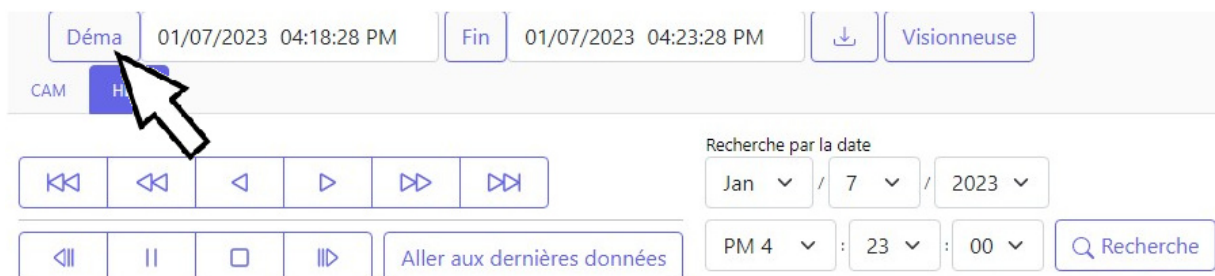 Déma 01/07/2023 04:18:28 PM Fin 01/07/2023 04:23:28 PM Visionneuse
CAM
Recherche par la date
Jan / 7 / 2023
Aller aux dernières données PM 4 : 23 : 00 Recherche